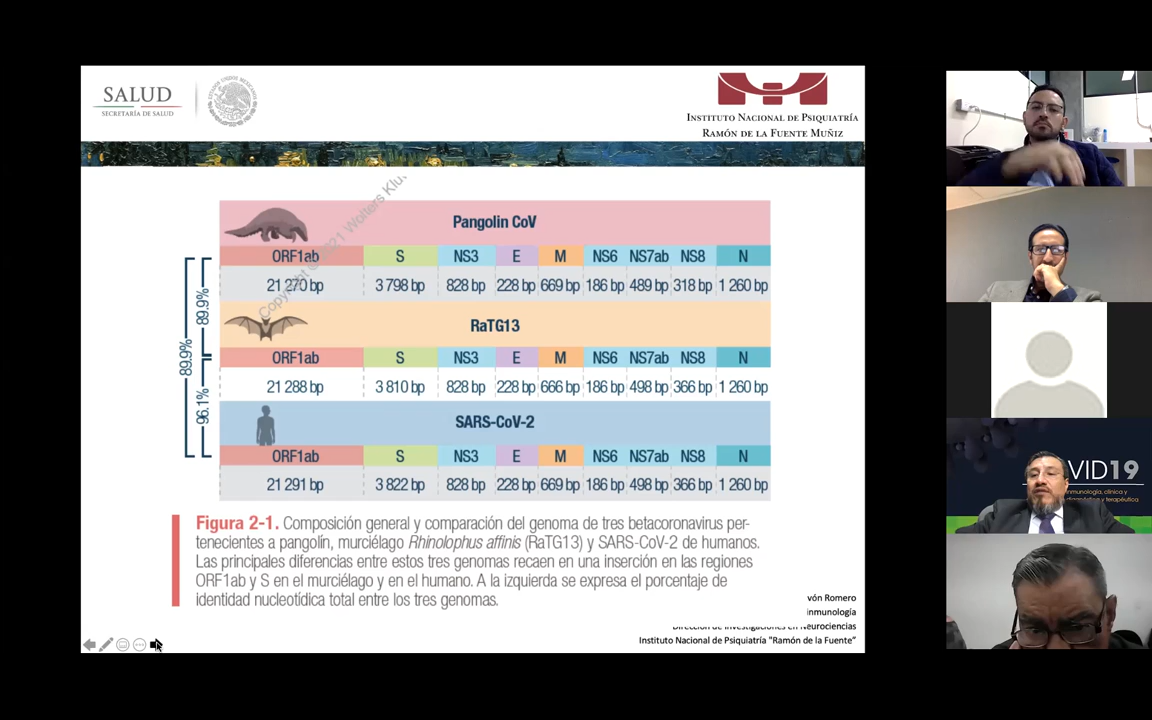 SALUD
SECRETARÍA DE SALUD
INSTITUTO NACIONAL DE PSIQUIATRÍA
RAMÓN DE LA FUENTE MUÑIZ
Copyright © 2021 Wolters
Pangolin CoV
ORF1ab S NS3 E M NS6 NS7ab NS8 N
21 270 bp 3 798 bp 828 bp 228 bp 669 bp 186 bp 489 bp 318 bp 1 260 bp
RaTG13
ORF1ab S NS3 E M NS6 NS7ab NS8 N
21 288 bp 3 810 bp 828 bp 228 bp 666 bp 186 bp 498 bp 366 bp 1 260 bp
SARS-CoV-2
ORF1ab S NS3 E M NS6 NS7ab NS8 N
21 291 bp 3 822 bp 828 bp 228 bp 669 bp 186 bp 498 bp 366 bp 1 260 bp
89.9%
89.9%
96.1%
Figura 2-1. Composición general y comparación del genoma de tres betacoronavirus per-
tenecientes a pangolín, murciélago Rhinolophus affinis (RaTG13) y SARS-CoV-2 de humanos.
Las principales diferencias entre estos tres genomas recaen en una inserción en las regiones
ORF1ab y S en el murciélago y en el humano. A la izquierda se expresa el porcentaje de
identidad nucleotídica total entre los tres genomas.
vón Romero
nmunología
Dirección de Investigaciones en Neurociencias
Instituto Nacional de Psiquiatría "Ramón de la Fuente"
VID19
nmunología, clínica y
terapéutica